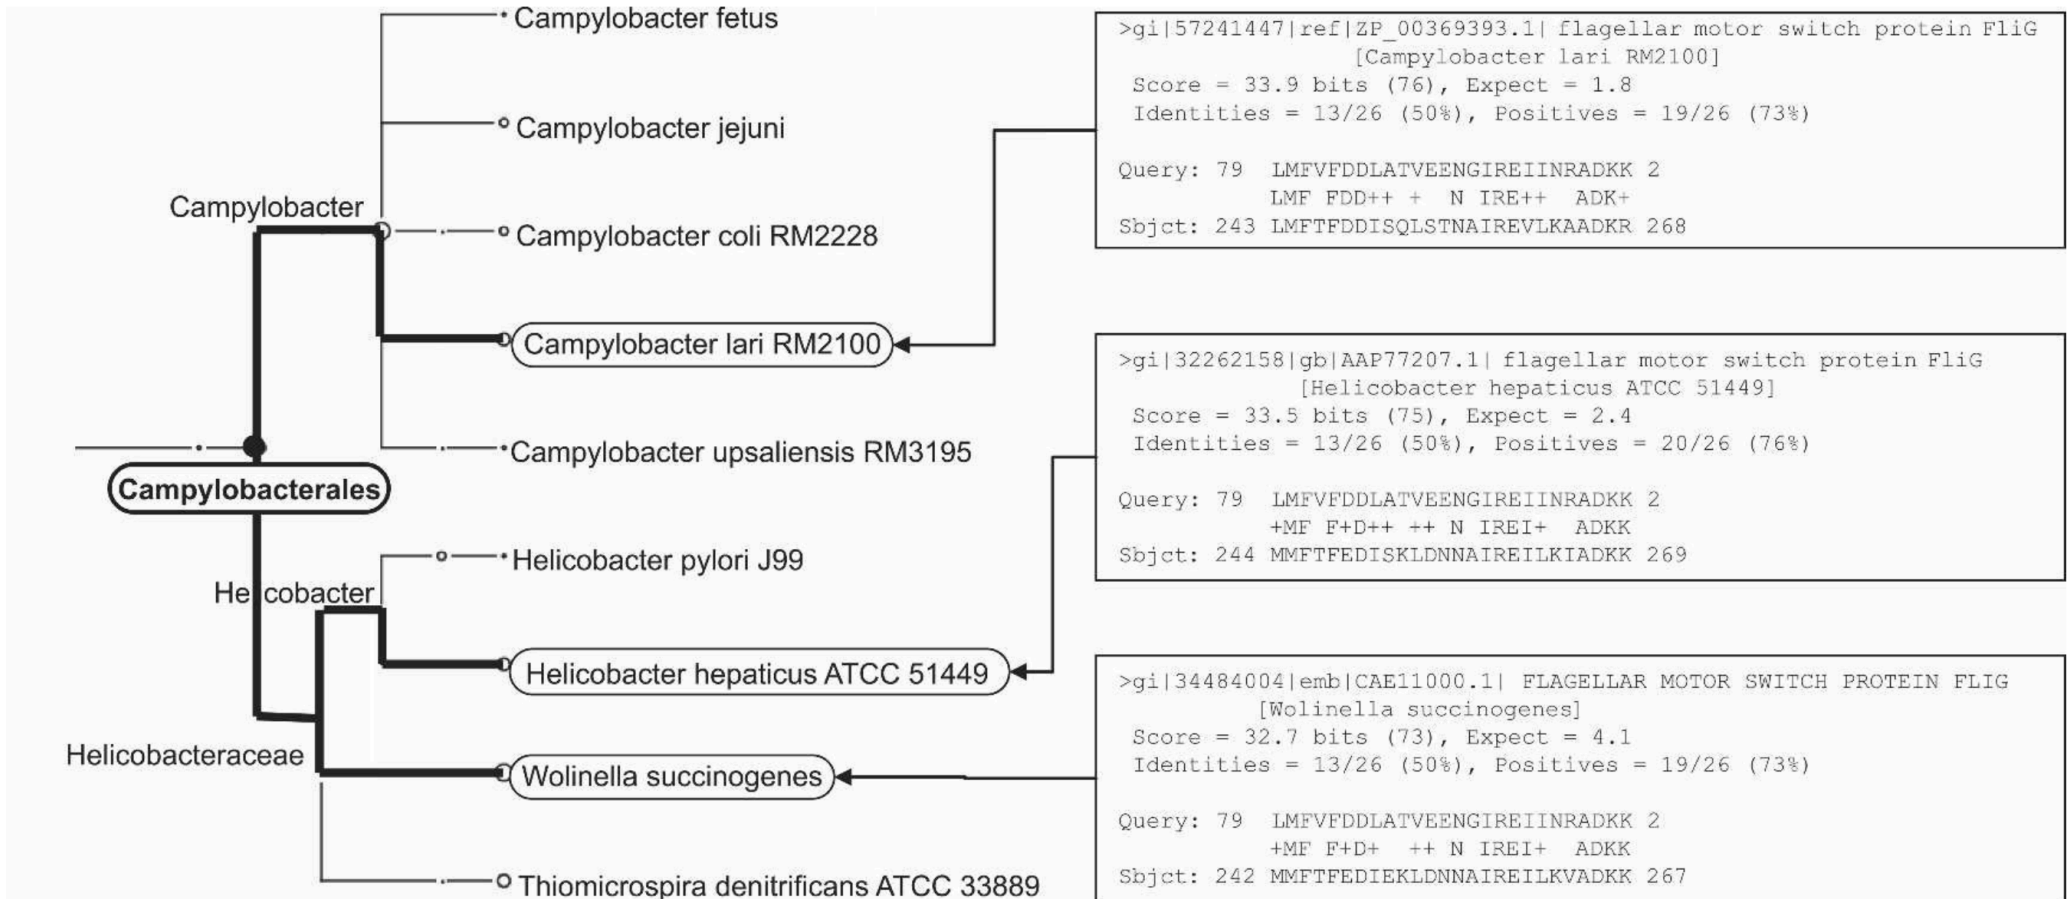 Campylobacter fetus
Campylobacter jejuni
Campylobacter
Campylobacter coli RM2228
Campylobacter lari RM2100
Campylobacter upsaliensis RM3195
Campylobacterales
Helicobacter pylori J99
Helicobacter
Helicobacter hepaticus ATCC 51449
Helicobacteraceae
Wolinella succinogenes
Thiomicrospira denitrificans ATCC 33889
>gi|57241447|ref|ZP_00369393.1| flagellar motor switch protein FliG
[Campylobacter lari RM2100]
Score = 33.9 bits (76), Expect = 1.8
Identities = 13/26 (50%), Positives = 19/26 (73%)
Query: 79 LMFVFDDLATVEENGIREIINRADKK 2
LMF FDD++ + N IRE++ ADK+
Sbjct: 243 LMFTFDDISQLSTNAIREVLKAADKR 268
>gi|32262158|gb|AAP77207.1| flagellar motor switch protein FliG
[Helicobacter hepaticus ATCC 51449]
Score = 33.5 bits (75), Expect = 2.4
Identities = 13/26 (50%), Positives = 20/26 (76%)
Query: 79 LMFVFDDLATVEENGIREIINRADKK 2
+MF F+D++ ++ N IREI+ ADKK
Sbjct: 244 MMFTFEDISKLDNNAIREILKIADKK 269
>gi|34484004|emb|CAE11000.1| FLAGELLAR MOTOR SWITCH PROTEIN FLIG
[Wolinella succinogenes]
Score = 32.7 bits (73), Expect = 4.1
Identities = 13/26 (50%), Positives = 19/26 (73%)
Query: 79 LMFVFDDLATVEENGIREIINRADKK 2
+MF F+D+ ++ N IREI+ ADKK
Sbjct: 242 MMFTFEDIEKLDNNAIREILKVADKK 267